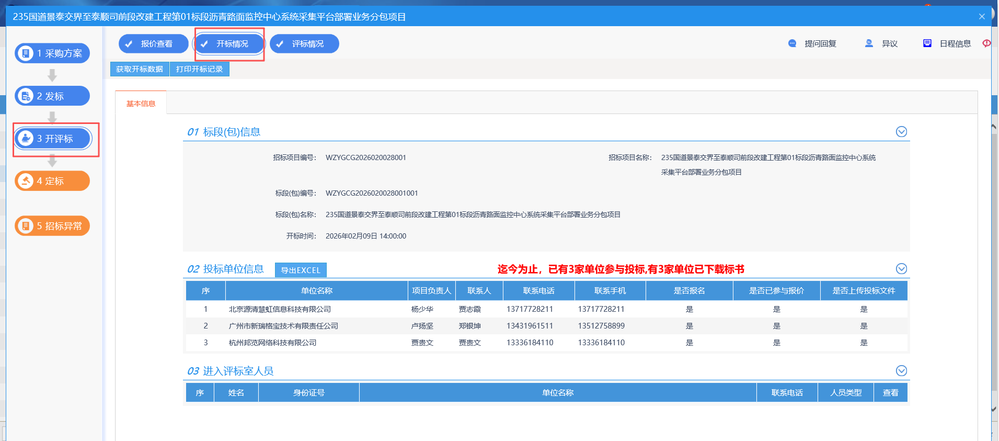 235国道景泰交界至泰顺司前段改建工程第01标段沥青路面监控中心系统采集平台部署业务分包项目
1 采购方案
2 发标
3 开评标
4 定标
5 招标异常
报价查看
开标情况
评标情况
提问回复
异议
日程信息
获取开标数据
打印开标记录
基本信息
01 标段(包)信息
招标项目编号： WZYGCG2026020028001
招标项目名称： 235国道景泰交界至泰顺司前段改建工程第01标段沥青路面监控中心系统
采集平台部署业务分包项目
标段(包)编号： WZYGCG2026020028001001
标段(包)名称： 235国道景泰交界至泰顺司前段改建工程第01标段沥青路面监控中心系统采集平台部署业务分包项目
开标时间： 2026年02月09日 14:00:00
02 投标单位信息 导出EXCEL 迄今为止，已有3家单位参与投标,有3家单位已下载标书
序 单位名称 项目负责人 联系人 联系电话 联系手机 是否报名 是否已参与报价 是否上传投标文件
1 北京源清慧虹信息科技有限公司 杨少华 贾志霞 13717728211 13717728211 是 是 是
2 广州市新瑞格宝技术有限责任公司 卢扬坚 郑银坤 13431961511 13512758899 是 是 是
3 杭州邦览网络科技有限公司 贾贵文 贾贵文 13336184110 13336184110 是 是 是
03 进入评标室人员
序 姓名 身份证号 单位名称 联系电话 人员类型 查看